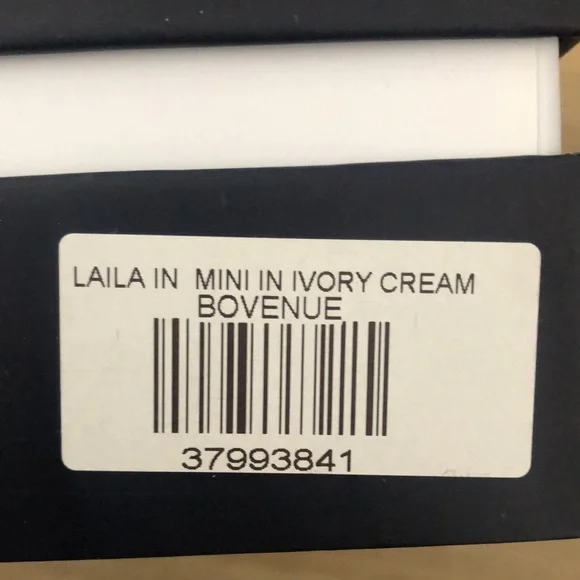 LAILA IN  MINI IN IVORY CREAM
BOVENUE
37993841